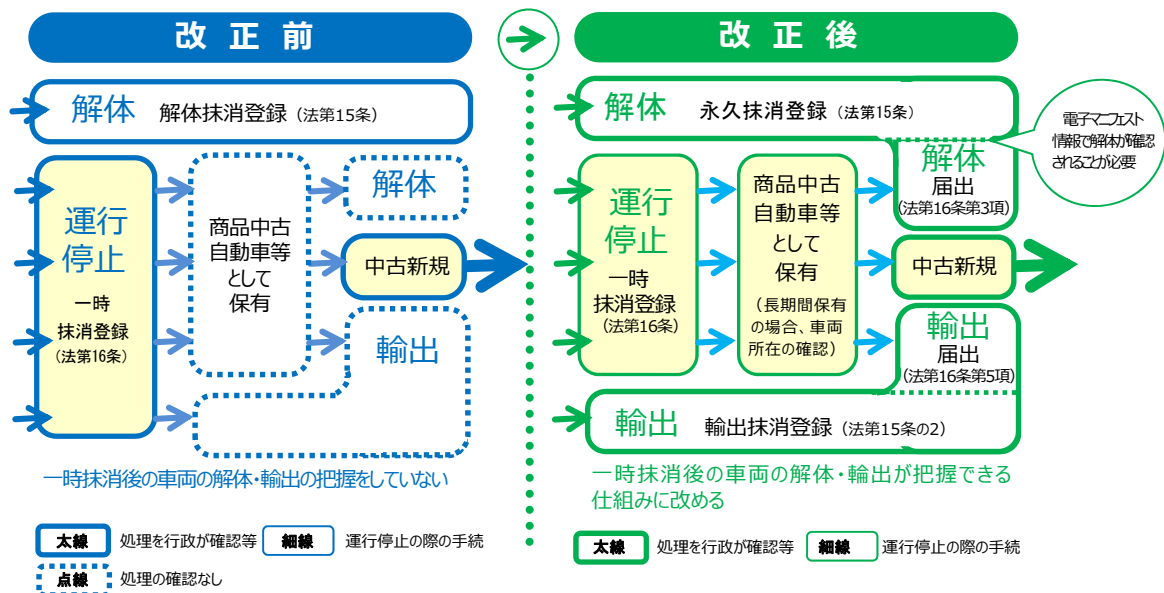 改正前
解体 解体抹消登録（法第15条）
運行
停止
一時
抹消登録
（法第16条）
商品中古
自動車等
として
保有
解体
中古新規
輸出
一時抹消後の車両の解体・輸出の把握をしていない
太線 処理を行政が確認等 細線 運行停止の際の手続
点線 処理の確認なし
改正後
解体 永久抹消登録（法第15条）
電子マニフェスト
情報で解体が確認
されることが必要
運行
停止
一時
抹消登録
（法第16条）
商品中古
自動車等
として
保有
（長期間保有
の場合、車両
所在の確認）
解体
届出
（法第16条第3項）
中古新規
輸出
届出
（法第16条第5項）
輸出 輸出抹消登録（法第15条の2）
一時抹消後の車両の解体・輸出が把握できる
仕組みに改める
太線 処理を行政が確認等 細線 運行停止の際の手続